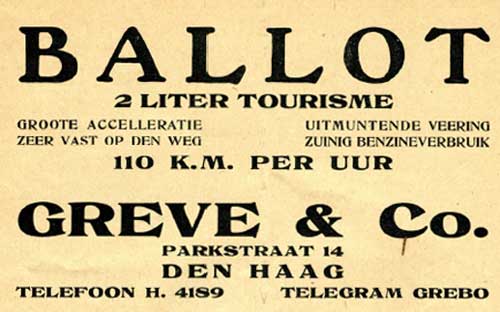 BALLOT
2 LITER TOURISME
GROOTE ACCELLERATIE UITMUNTENDE VEERING
ZEER VAST OP DEN WEG ZUINIG BENZINEVERBRUIK
110 K.M. PER UUR
GREVE & Co.
PARKSTRAAT 14
DEN HAAG
TELEFOON H. 4189 TELEGRAM GREBO